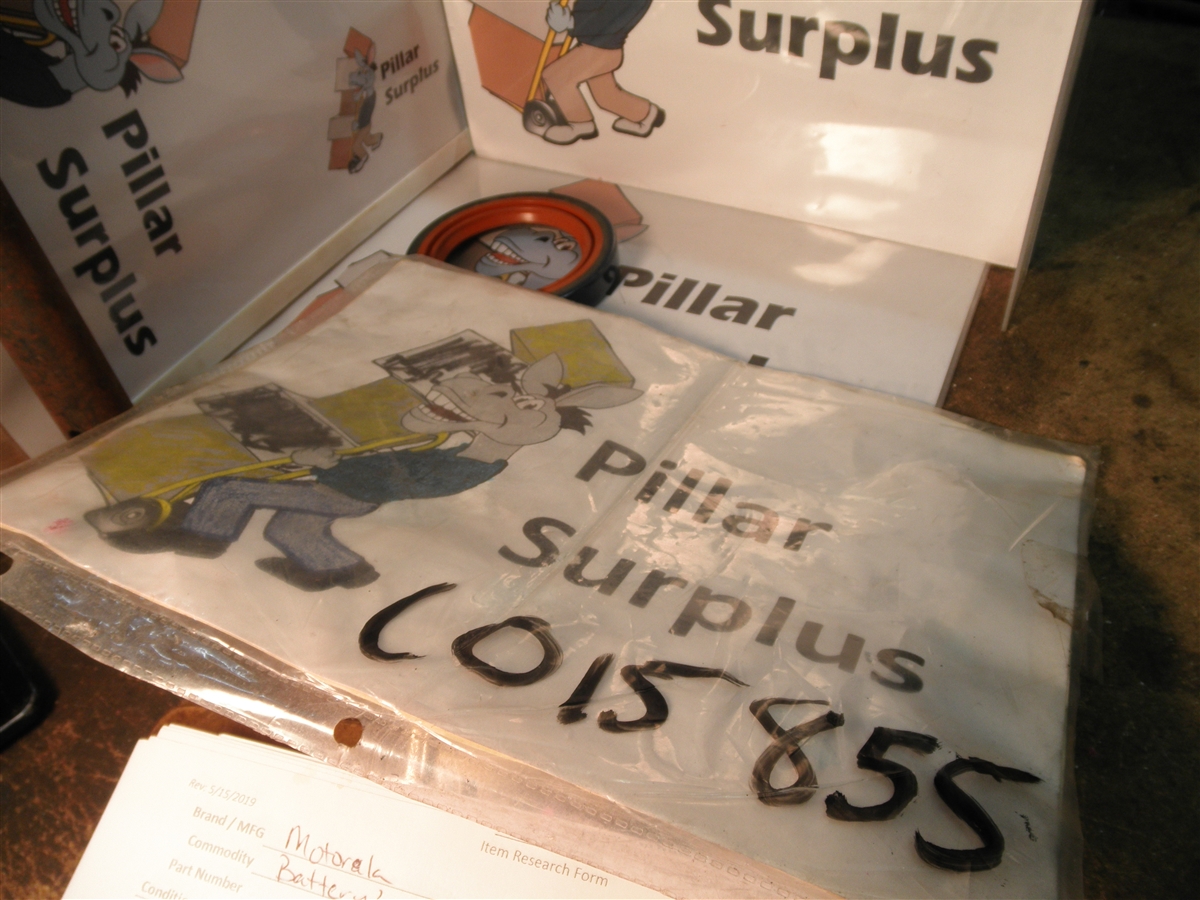 Pillar
Surplus
Pillar
Surplus
Surplus
Pillar
Pillar
Surplus
C015855
Rev. 5/15/2019
Item Research Form
Brand / MFG Motorola
Commodity Battery
Part Number